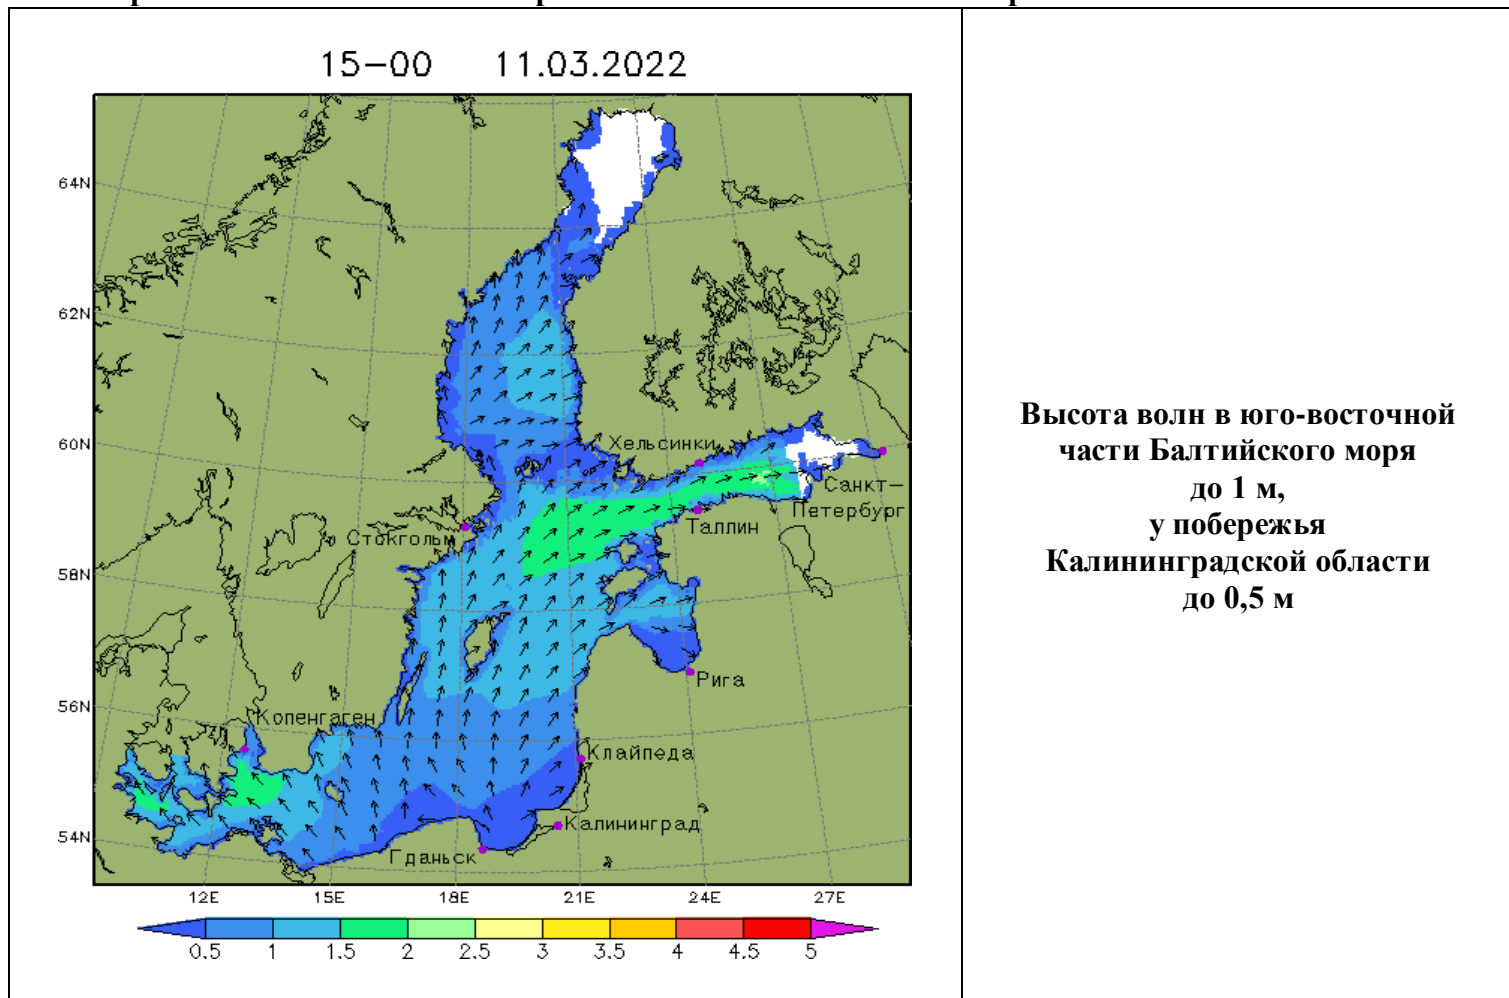 15-00 11.03.2022
64N
62N
60N
58N
56N
54N
Хельсинки
Санкт-
Петербург
Таллин
Стокгольм
Рига
Копенгаген
Клайпеда
Калининград
Гданьск
12E 15E 18E 21E 24E 27E
0.5 1 1.5 2 2.5 3 3.5 4 4.5 5
Высота волн в юго-восточной
части Балтийского моря
до 1 м,
у побережья
Калининградской области
до 0,5 м